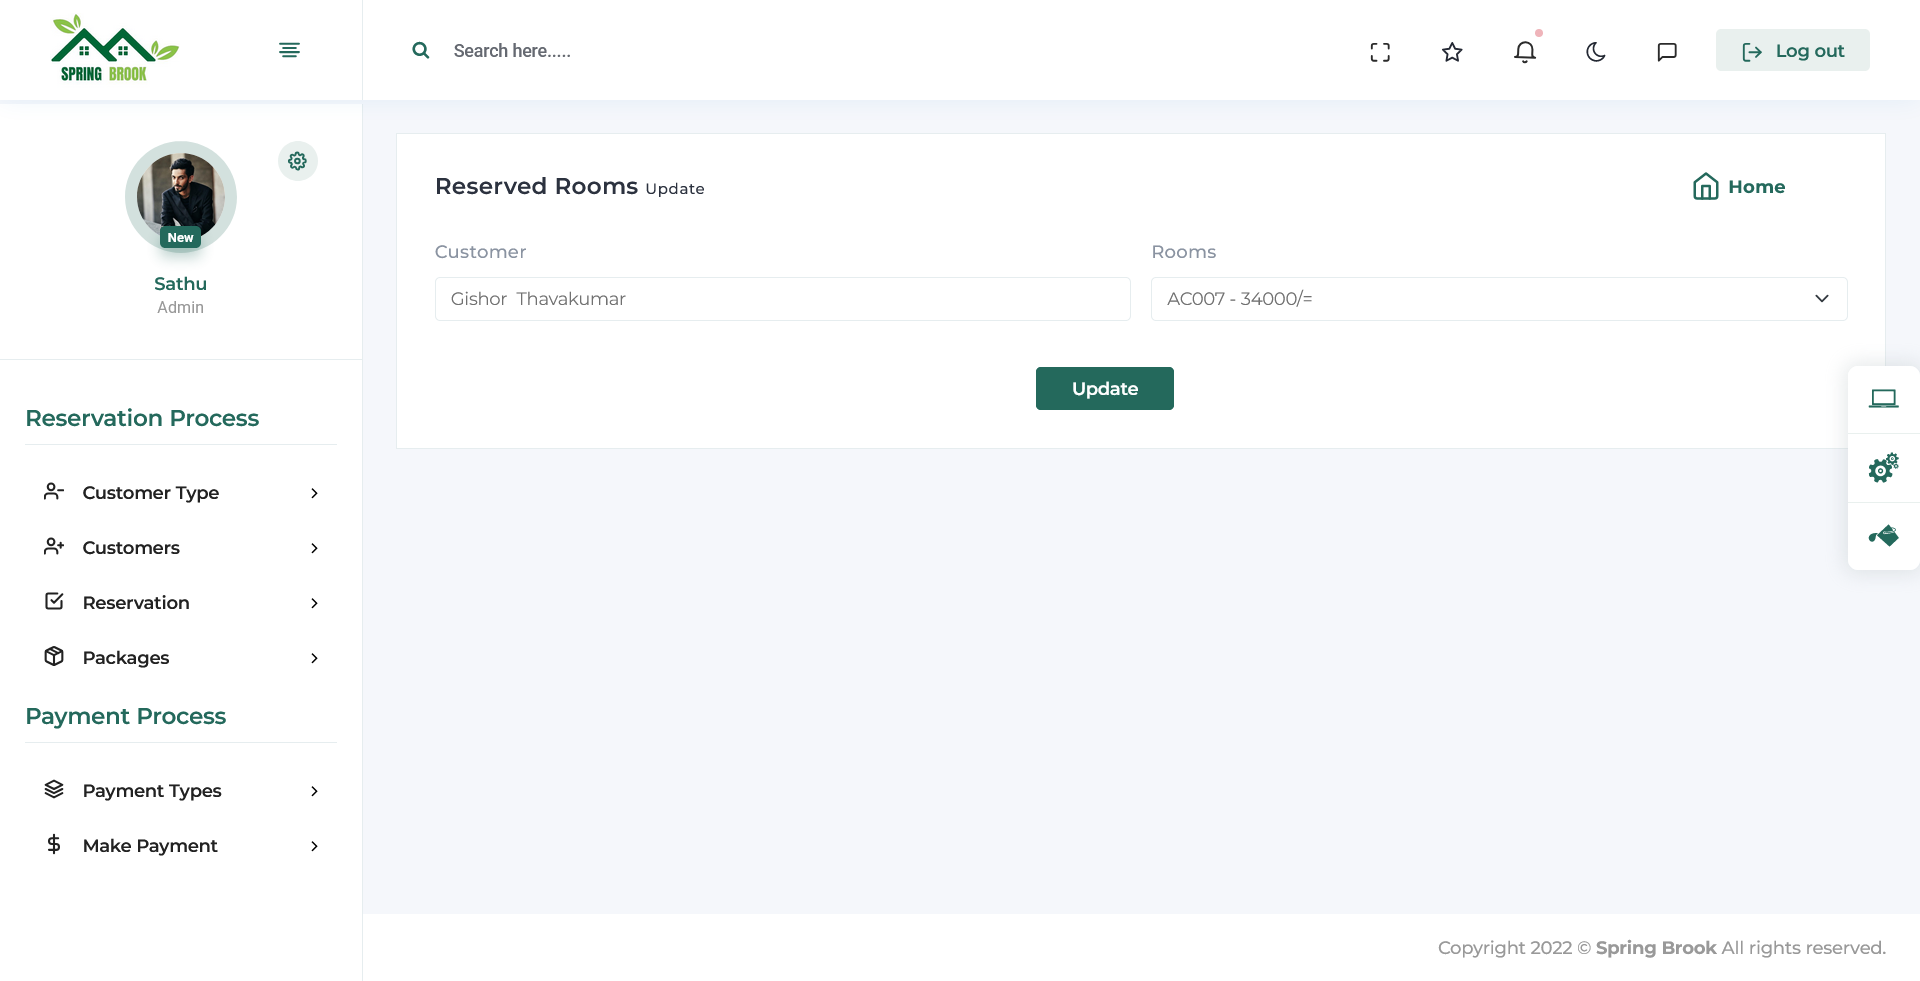 SPRING BROOK
Search here.....
Log out
New
Sathu
Admin
Reservation Process
Customer Type
Customers
Reservation
Packages
Payment Process
Payment Types
Make Payment
Reserved Rooms Update
Home
Customer
Rooms
Gishor  Thavakumar
AC007 - 34000/=
Update
Copyright 2022 © Spring Brook All rights reserved.